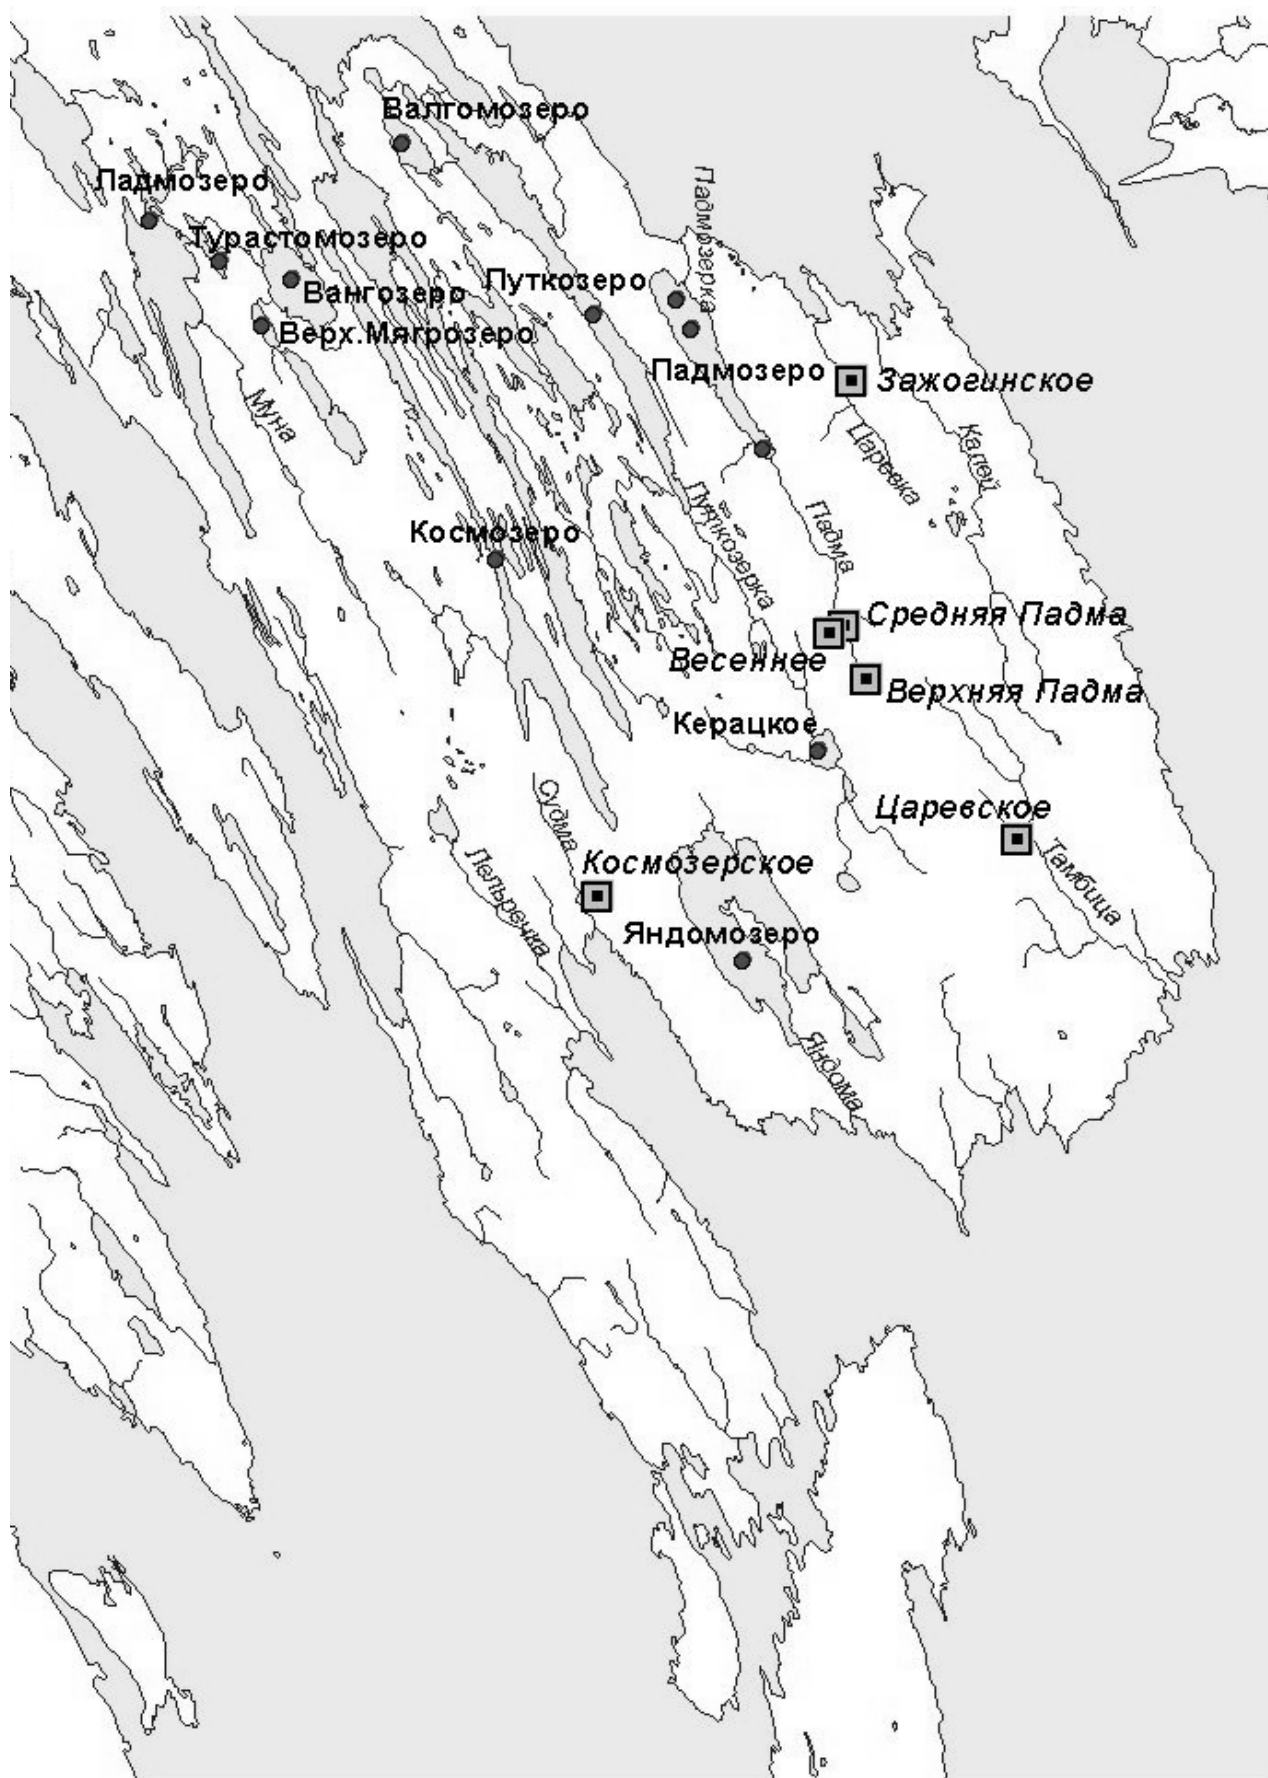 Валгомозеро
Ладмозеро
Падмозерка
Турастомозеро
Путкозеро
Вангозеро
Верх.Мягрозеро
Падмозеро
Зажогинское
Муна
Царевка
Калей
Путкозерка
Падма
Космозеро
Средняя Падма
Весеннее
Верхняя Падма
Керацкое
Судма
Царевское
Лельречка
Космозерское
Тамбица
Яндомозеро
Яндома